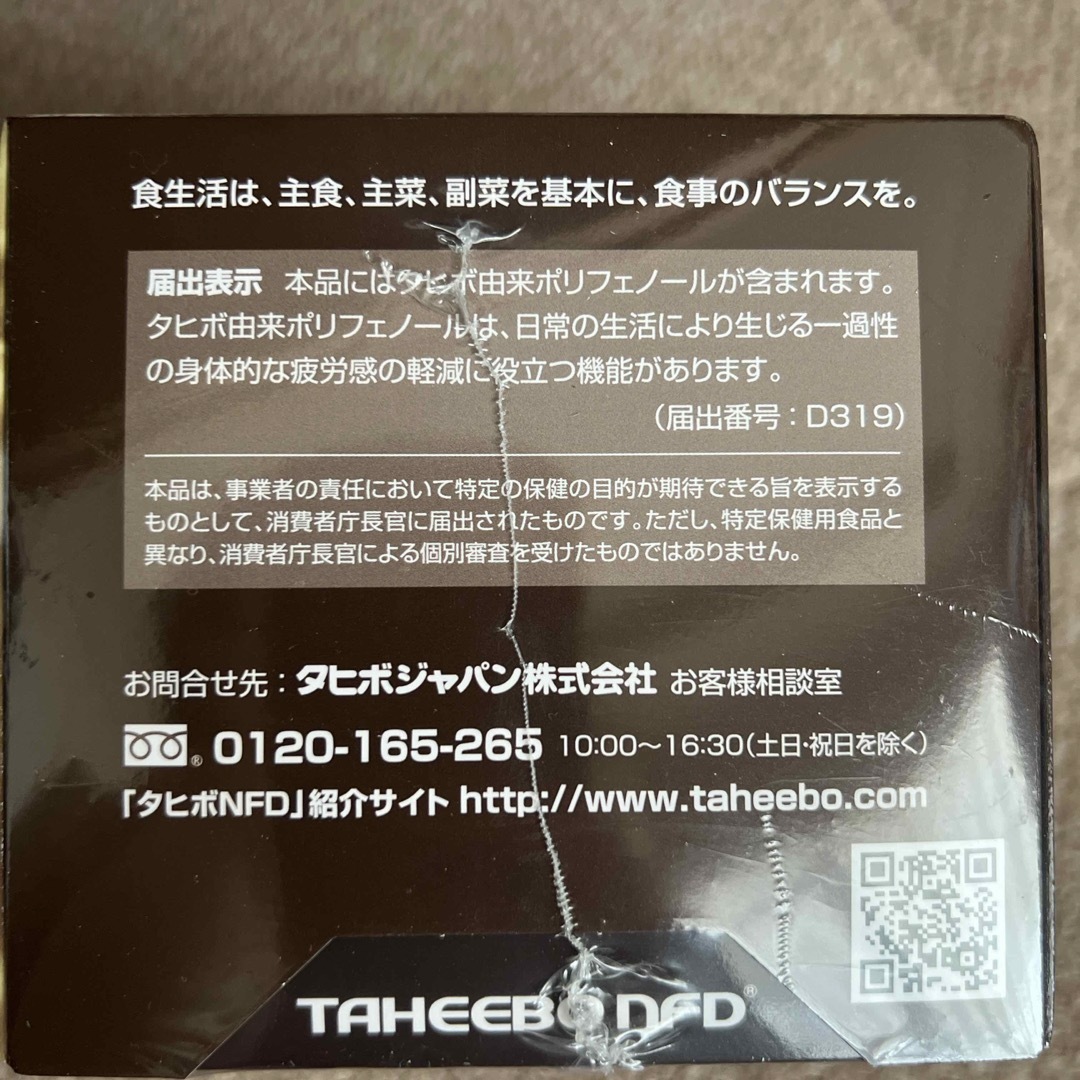 食生活は、主食、主菜、副菜を基本に、食事のバランスを。
届出表示 本品にはタヒボ由来ポリフェノールが含まれます。
タヒボ由来ポリフェノールは、日常の生活により生じる一過性
の身体的な疲労感の軽減に役立つ機能があります。
(届出番号:D319)
本品は、事業者の責任において特定の保健の目的が期待できる旨を表示する
ものとして、消費者庁長官に届出されたものです。ただし、特定保健用食品と
異なり、消費者庁長官による個別審査を受けたものではありません。
お問合せ先:タヒボジャパン株式会社 お客様相談室
® 0120-165-265 10:00〜16:30(土日・祝日を除く)
「タヒボNFD」紹介サイト http://www.taheebo.com
TAHEEBO NFD®